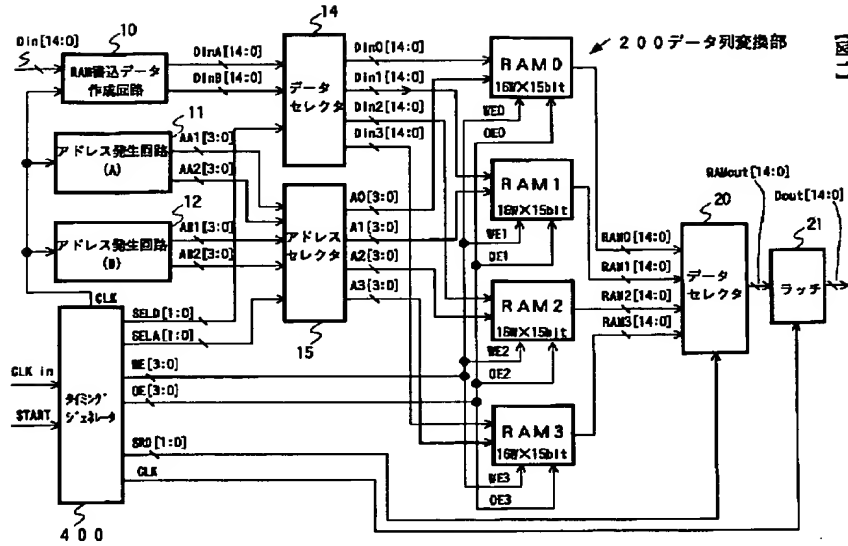 【図1】
200データ列変換部
Din[14:0]
10
RAM書込データ
作成回路
DinA[14:0]
DinB[14:0]
14
データ
セレクタ
Din0[14:0]
Din1[14:0]
Din2[14:0]
Din3[14:0]
11
アドレス発生回路
(A)
AA1[3:0]
AA2[3:0]
12
アドレス発生回路
(B)
AB1[3:0]
AB2[3:0]
アドレス
セレクタ
15
A0[3:0]
A1[3:0]
A2[3:0]
A3[3:0]
CLK
SELD[1:0]
SELA[1:0]
WE[3:0]
OE[3:0]
SRD[1:0]
CLK
CLK in
START
タイミング
ジェネレータ
400
RAM0
16W×15bit
WE0
OE0
RAM1
16W×15bit
WE1
OE1
RAM2
16W×15bit
WE2
OE2
RAM3
16W×15bit
WE3
OE3
RAM0[14:0]
RAM1[14:0]
RAM2[14:0]
RAM3[14:0]
20
データ
セレクタ
RAMout[14:0]
Dout[14:0]
21
ラッチ